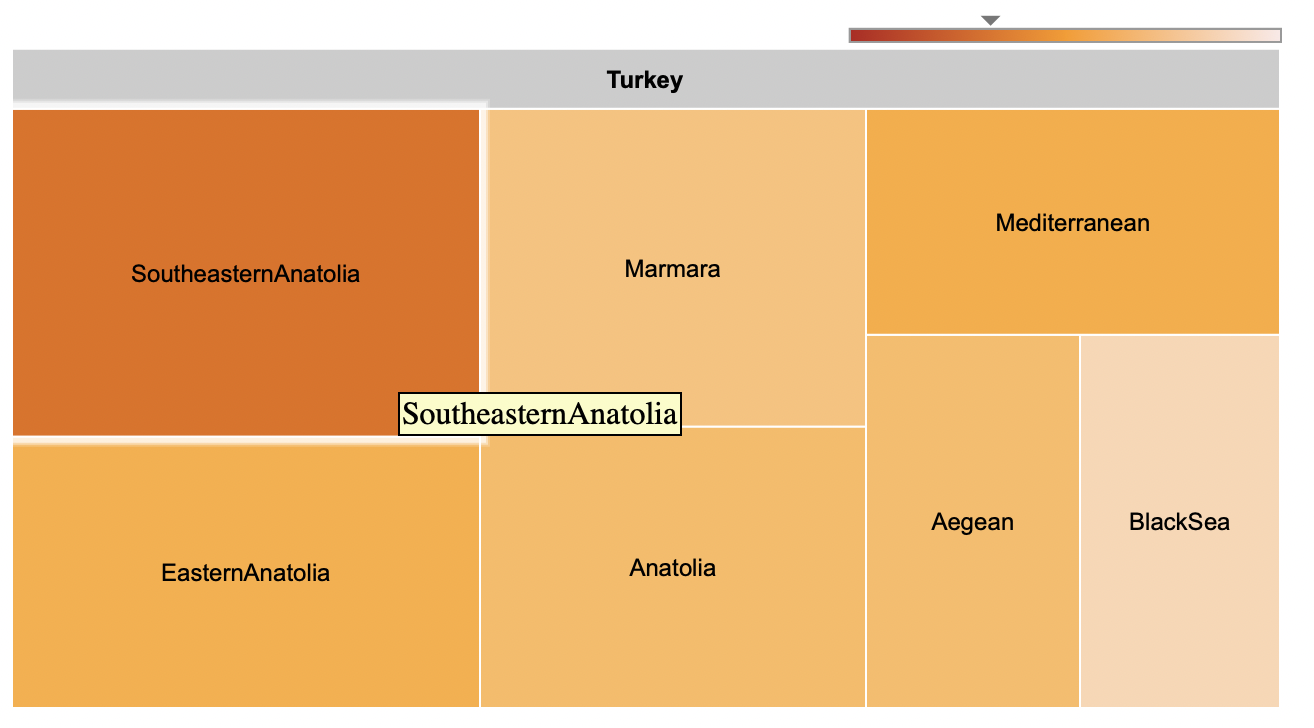 Turkey
SoutheasternAnatolia
Marmara
Mediterranean
SoutheasternAnatolia
EasternAnatolia
Anatolia
Aegean
BlackSea